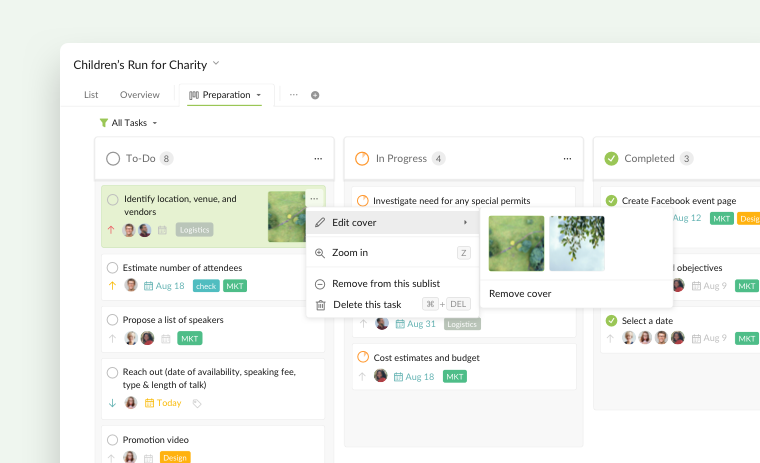 Children's Run for Charity
List
Overview
Preparation
All Tasks
To-Do 8
Identify location, venue, and
vendors
Logistics
Estimate number of attendees
Aug 18 check MKT
Propose a list of speakers
MKT
Reach out (date of availability, speaking fee,
type & length of talk)
Today
Promotion video
Design
In Progress 4
Investigate need for any special permits
Edit cover
Zoom in Z
Remove from this sublist
Delete this task ⌘ + DEL
Remove cover
Aug 31 Logistics
Cost estimates and budget
Aug 18 MKT
Completed 3
Create Facebook event page
Aug 12 MKT
obejectives
Aug 9 MKT
Select a date
Aug 9 MKT